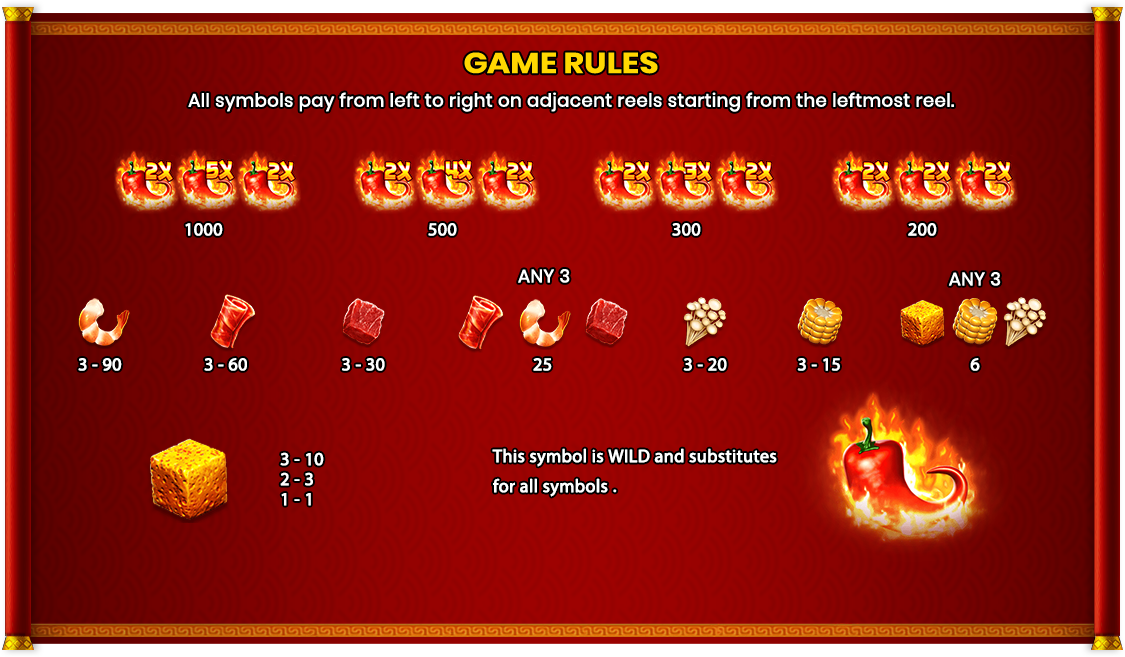 GAME RULES
All symbols pay from left to right on adjacent reels starting from the leftmost reel.
2X 5X 2X 2X 4X 2X 2X 3X 2X 2X 2X 2X
1000 500 300 200
ANY 3 ANY 3
3 - 90 3 - 60 3 - 30 25 3 - 20 3 - 15 6
3 - 10
2 - 3
1 - 1
This symbol is WILD and substitutes
for all symbols .